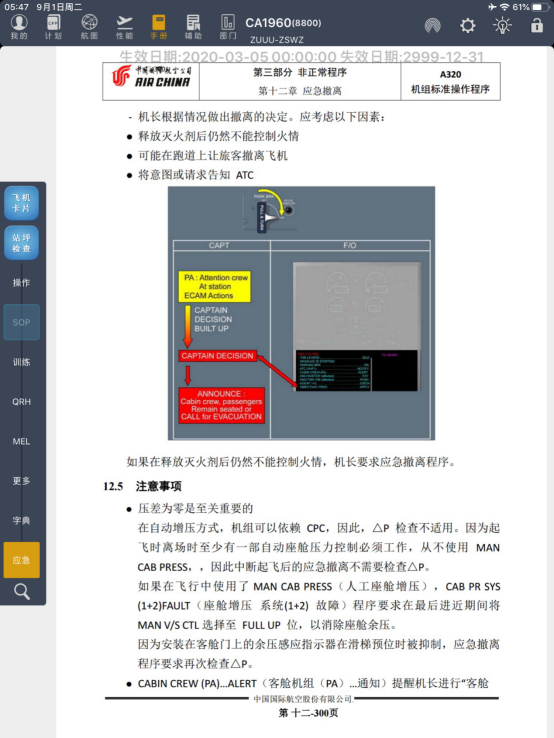 05:47 9月1日周二
61%
我的
计划
航图
性能
手册
辅助
部门
CA1960(8800)
ZUUU-ZSWZ
生效日期:2020-03-05 00:00:00 失效日期:2999-12-31
中国国际航空公司
AIR CHINA
第三部分 非正常程序
第十二章 应急撤离
A320
机组标准操作程序
飞机
卡片
站坪
检查
操作
SOP
训练
QRH
MEL
更多
字典
应急
- 机长根据情况做出撤离的决定。应考虑以下因素:
● 释放灭火剂后仍然不能控制火情
● 可能在跑道上让旅客撤离飞机
● 将意图或请求告知 ATC
CAPT
F/O
PA : Attention crew
At station
ECAM Actions
CAPTAIN
DECISION
BUILT UP
CAPTAIN DECISION
ANNOUNCE :
Cabin crew, passengers
Remain seated or
CALL for EVACUATION
如果在释放灭火剂后仍然不能控制火情，机长要求应急撤离程序。
12.5 注意事项
● 压差为零是至关重要的
在自动增压方式，机组可以依赖 CPC，因此，△P 检查不适用。因为起
飞时离场时至少有一部自动座舱压力控制必须工作，从不使用 MAN
CAB PRESS，，因此中断起飞后的应急撤离不需要检查△P。
如果在飞行中使用了 MAN CAB PRESS（人工座舱增压），CAB PR SYS
(1+2)FAULT（座舱增压 系统(1+2) 故障）程序要求在最后进近期间将
MAN V/S CTL 选择至 FULL UP 位，以消除座舱余压。
因为安装在客舱门上的余压感应指示器在滑梯预位时被抑制，应急撤离
程序要求再次检查△P。
● CABIN CREW (PA)...ALERT（客舱机组（PA）...通知）提醒机长进行“客舱
中国国际航空股份有限公司
第 十二-300页